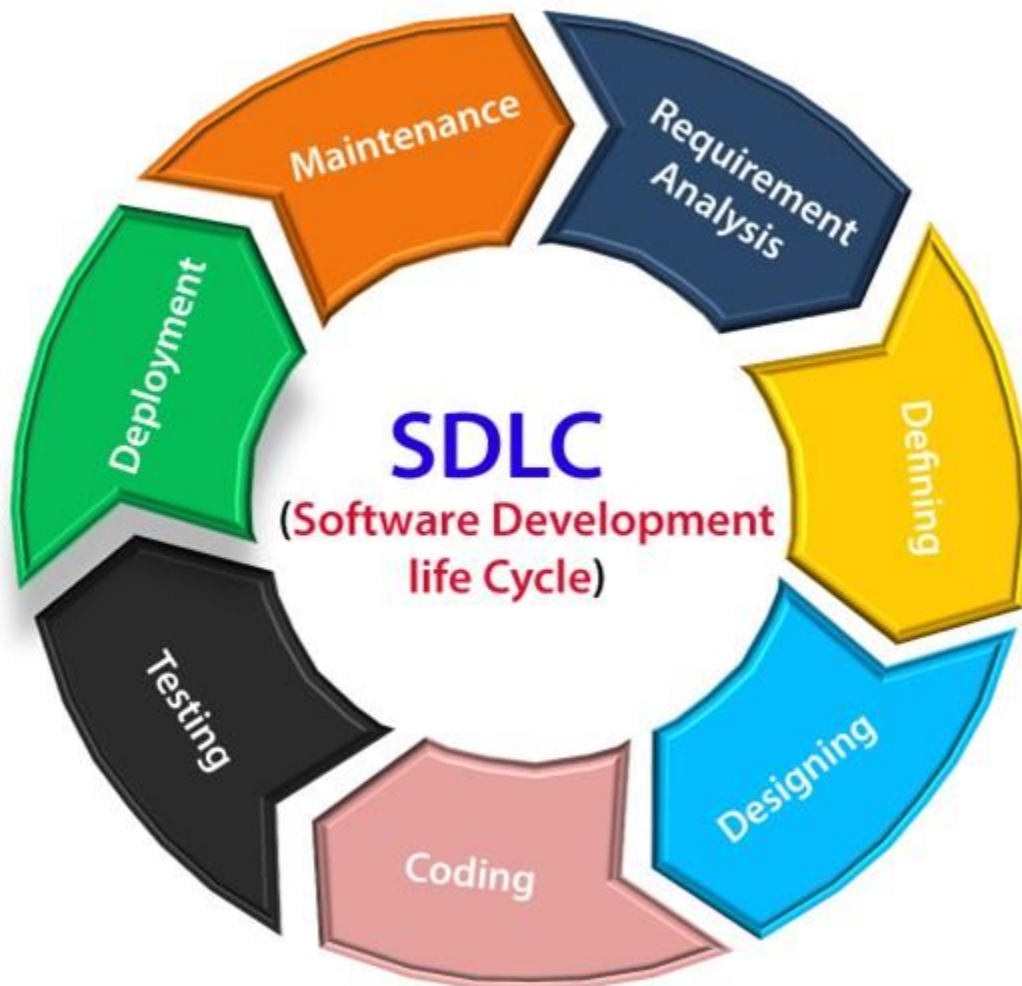 SDLC
(Software Development
life Cycle)
Requirement
Analysis
Defining
Designing
Coding
Testing
Deployment
Maintenance